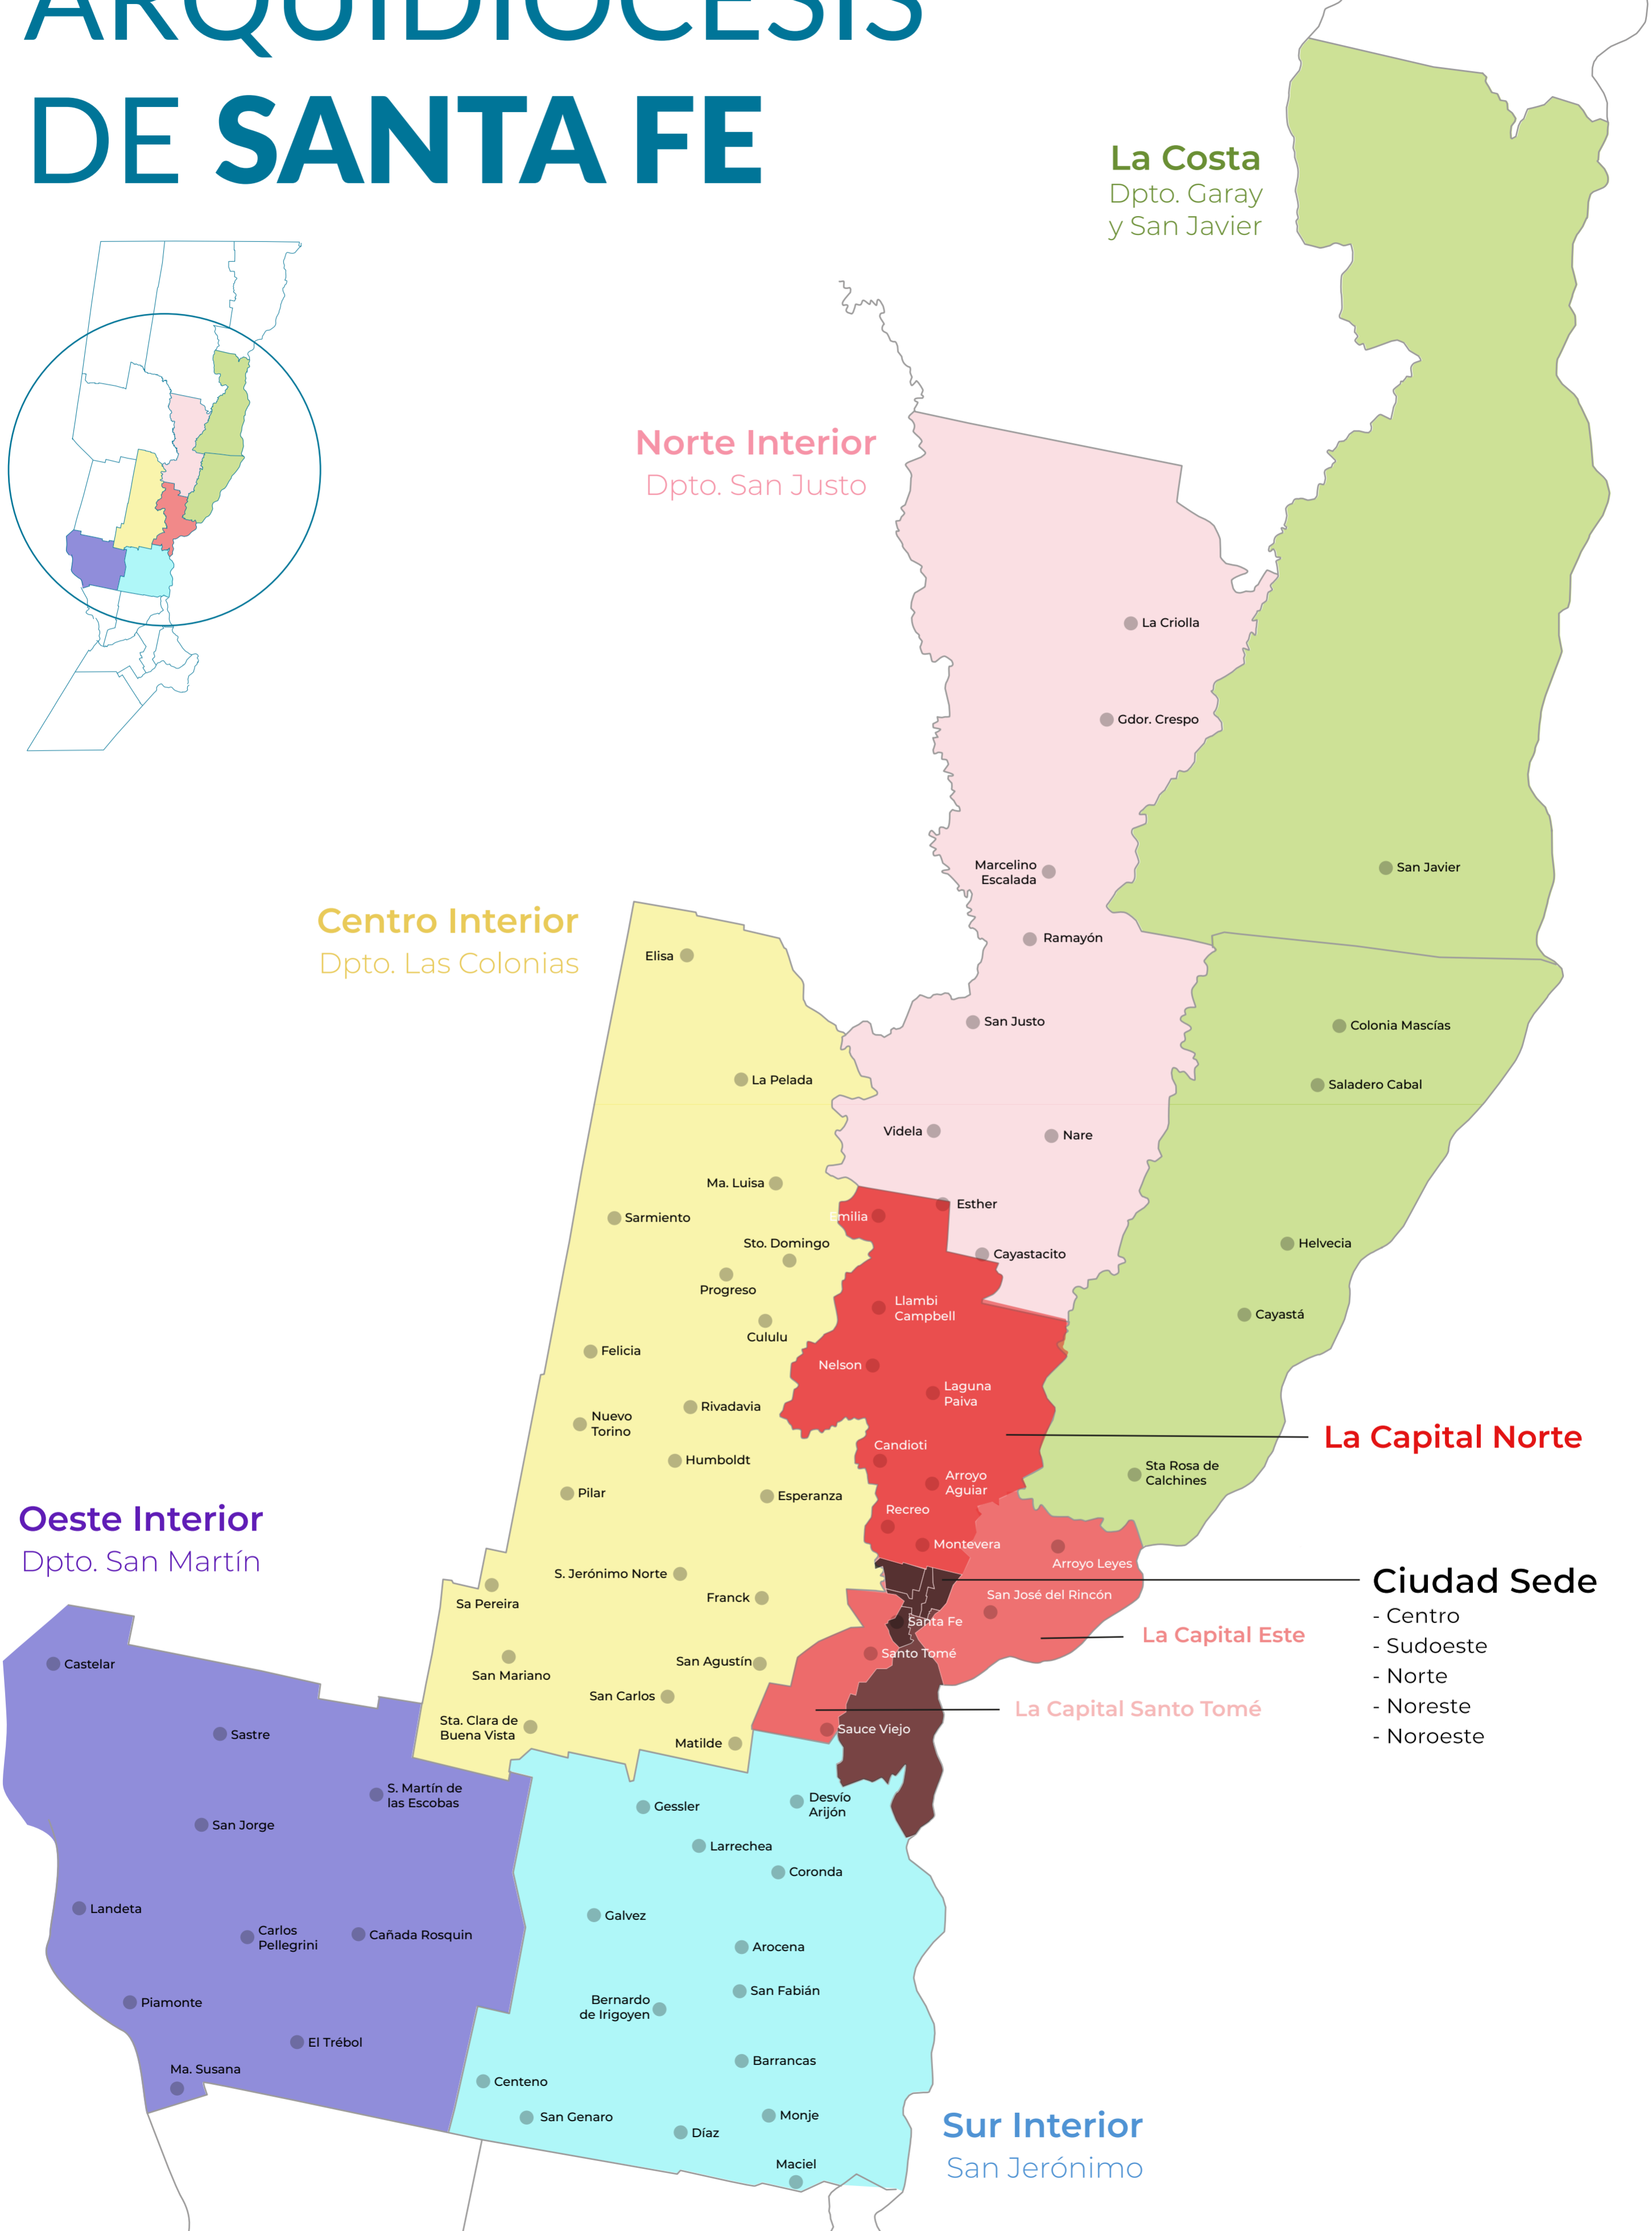 ARQUIDIÓCESIS
DE SANTA FE
La Costa
Dpto. Garay
y San Javier
Norte Interior
Dpto. San Justo
La Criolla
Gdor. Crespo
Marcelino
Escalada
San Javier
Ramayón
Centro Interior
Dpto. Las Colonias
Elisa
San Justo
Colonia Mascías
La Pelada
Saladero Cabal
Videla
Nare
Ma. Luisa
Esther
Sarmiento
Emilia
Sto. Domingo
Helvecia
Cayastacito
Progreso
Llambi
Campbell
Cayastá
Cululu
Felicia
Nelson
Laguna
Paiva
Rivadavia
Nuevo
Torino
La Capital Norte
Candioti
Humboldt
Sta Rosa de
Calchines
Arroyo
Aguiar
Pilar
Esperanza
Recreo
Oeste Interior
Dpto. San Martín
Montevera
Arroyo Leyes
S. Jerónimo Norte
Ciudad Sede
- Centro
- Sudoeste
- Norte
- Noreste
- Noroeste
Franck
San José del Rincón
Sa Pereira
Santa Fe
La Capital Este
Santo Tomé
San Agustín
Castelar
San Mariano
San Carlos
La Capital Santo Tomé
Sta. Clara de
Buena Vista
Sauce Viejo
Sastre
Matilde
S. Martín de
las Escobas
Desvío
Arijón
Gessler
San Jorge
Larrechea
Coronda
Landeta
Galvez
Carlos
Pellegrini
Cañada Rosquin
Arocena
San Fabián
Bernardo
de Irigoyen
Piamonte
El Trébol
Barrancas
Ma. Susana
Centeno
San Genaro
Monje
Díaz
Sur Interior
San Jerónimo
Maciel